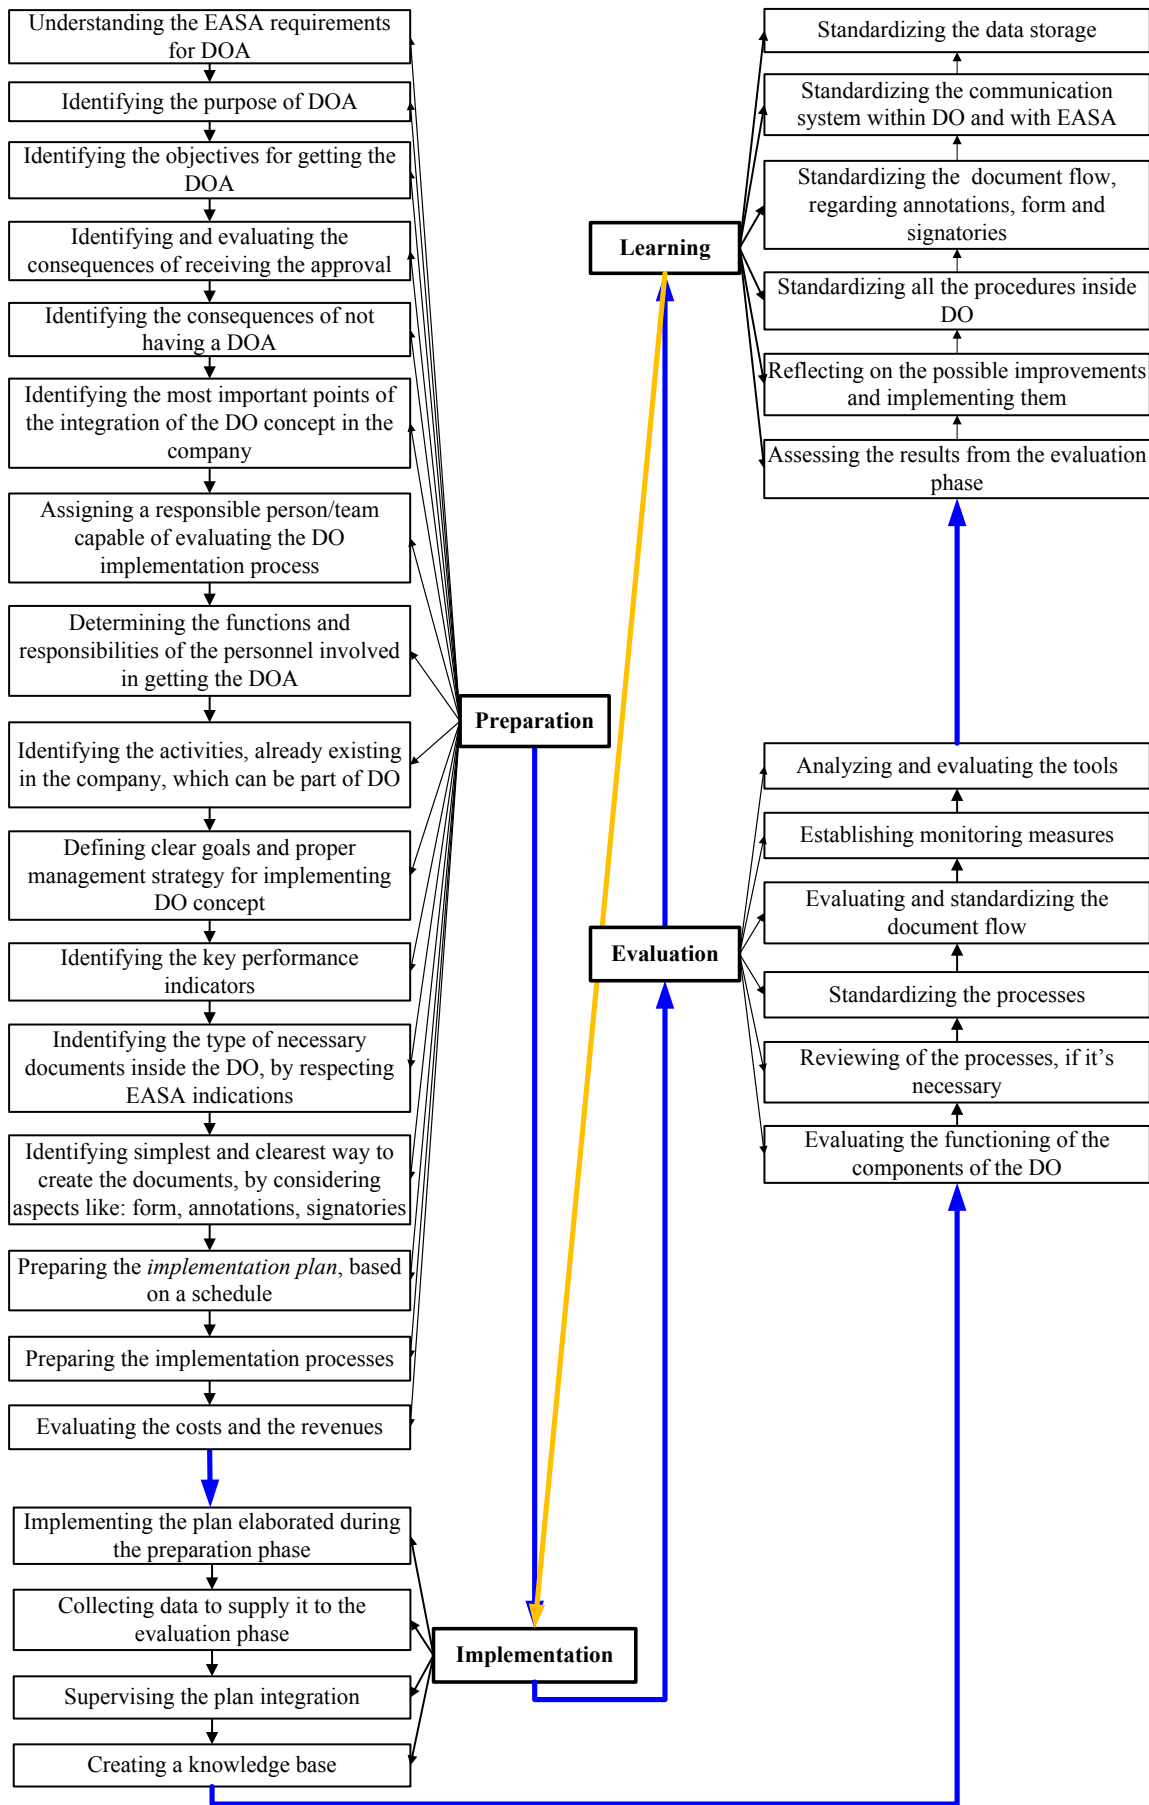 Understanding the EASA requirements
for DOA
Identifying the purpose of DOA
Identifying the objectives for getting the
DOA
Identifying and evaluating the
consequences of receiving the approval
Identifying the consequences of not
having a DOA
Identifying the most important points of
the integration of the DO concept in the
company
Assigning a responsible person/team
capable of evaluating the DO
implementation process
Determining the functions and
responsibilities of the personnel involved
in getting the DOA
Identifying the activities, already existing
in the company, which can be part of DO
Defining clear goals and proper
management strategy for implementing
DO concept
Identifying the key performance
indicators
Indentifying the type of necessary
documents inside the DO, by respecting
EASA indications
Identifying simplest and clearest way to
create the documents, by considering
aspects like: form, annotations, signatories
Preparing the implementation plan, based
on a schedule
Preparing the implementation processes
Evaluating the costs and the revenues
Preparation
Implementing the plan elaborated during
the preparation phase
Collecting data to supply it to the
evaluation phase
Supervising the plan integration
Creating a knowledge base
Implementation
Learning
Standardizing the data storage
Standardizing the communication
system within DO and with EASA
Standardizing the  document flow,
regarding annotations, form and
signatories
Standardizing all the procedures inside
DO
Reflecting on the possible improvements
and implementing them
Assessing the results from the evaluation
phase
Evaluation
Analyzing and evaluating the tools
Establishing monitoring measures
Evaluating and standardizing the
document flow
Standardizing the processes
Reviewing of the processes, if it's
necessary
Evaluating the functioning of the
components of the DO